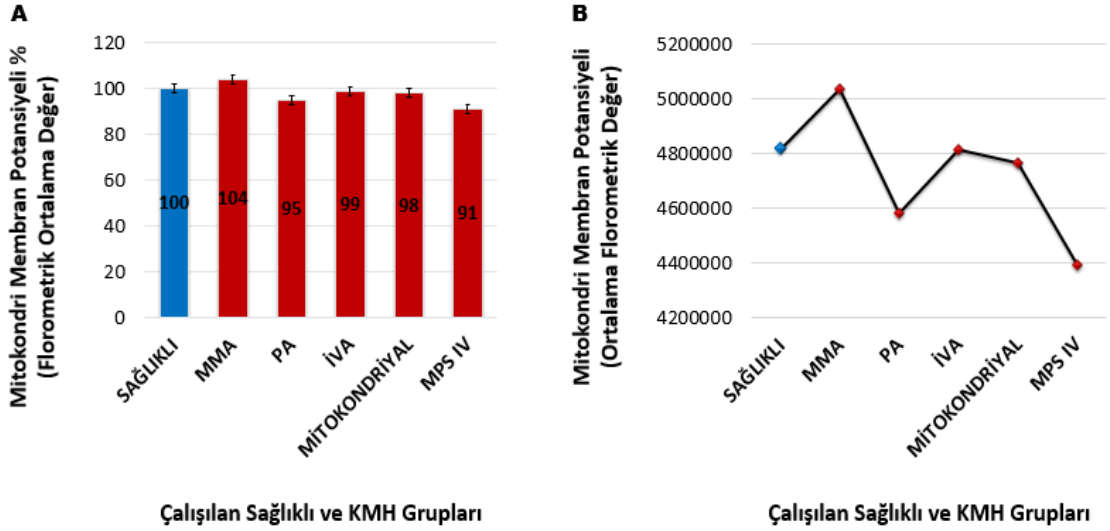 A
Mitokondri Membran Potansiyeli %
(Florometrik Ortalama Değer)
120
100
80
60
40
20
0
100
104
95
99
98
91
SAĞLIKLI
MMA
PA
İVA
MİTOKONDRİYAL
MPS IV
Çalışılan Sağlıklı ve KMH Grupları
B
Mitokondri Membran Potansiyeli
(Ortalama Florometrik Değer)
5200000
5000000
4800000
4600000
4400000
4200000
SAĞLIKLI
MMA
PA
İVA
MİTOKONDRİYAL
MPS IV
Çalışılan Sağlıklı ve KMH Grupları